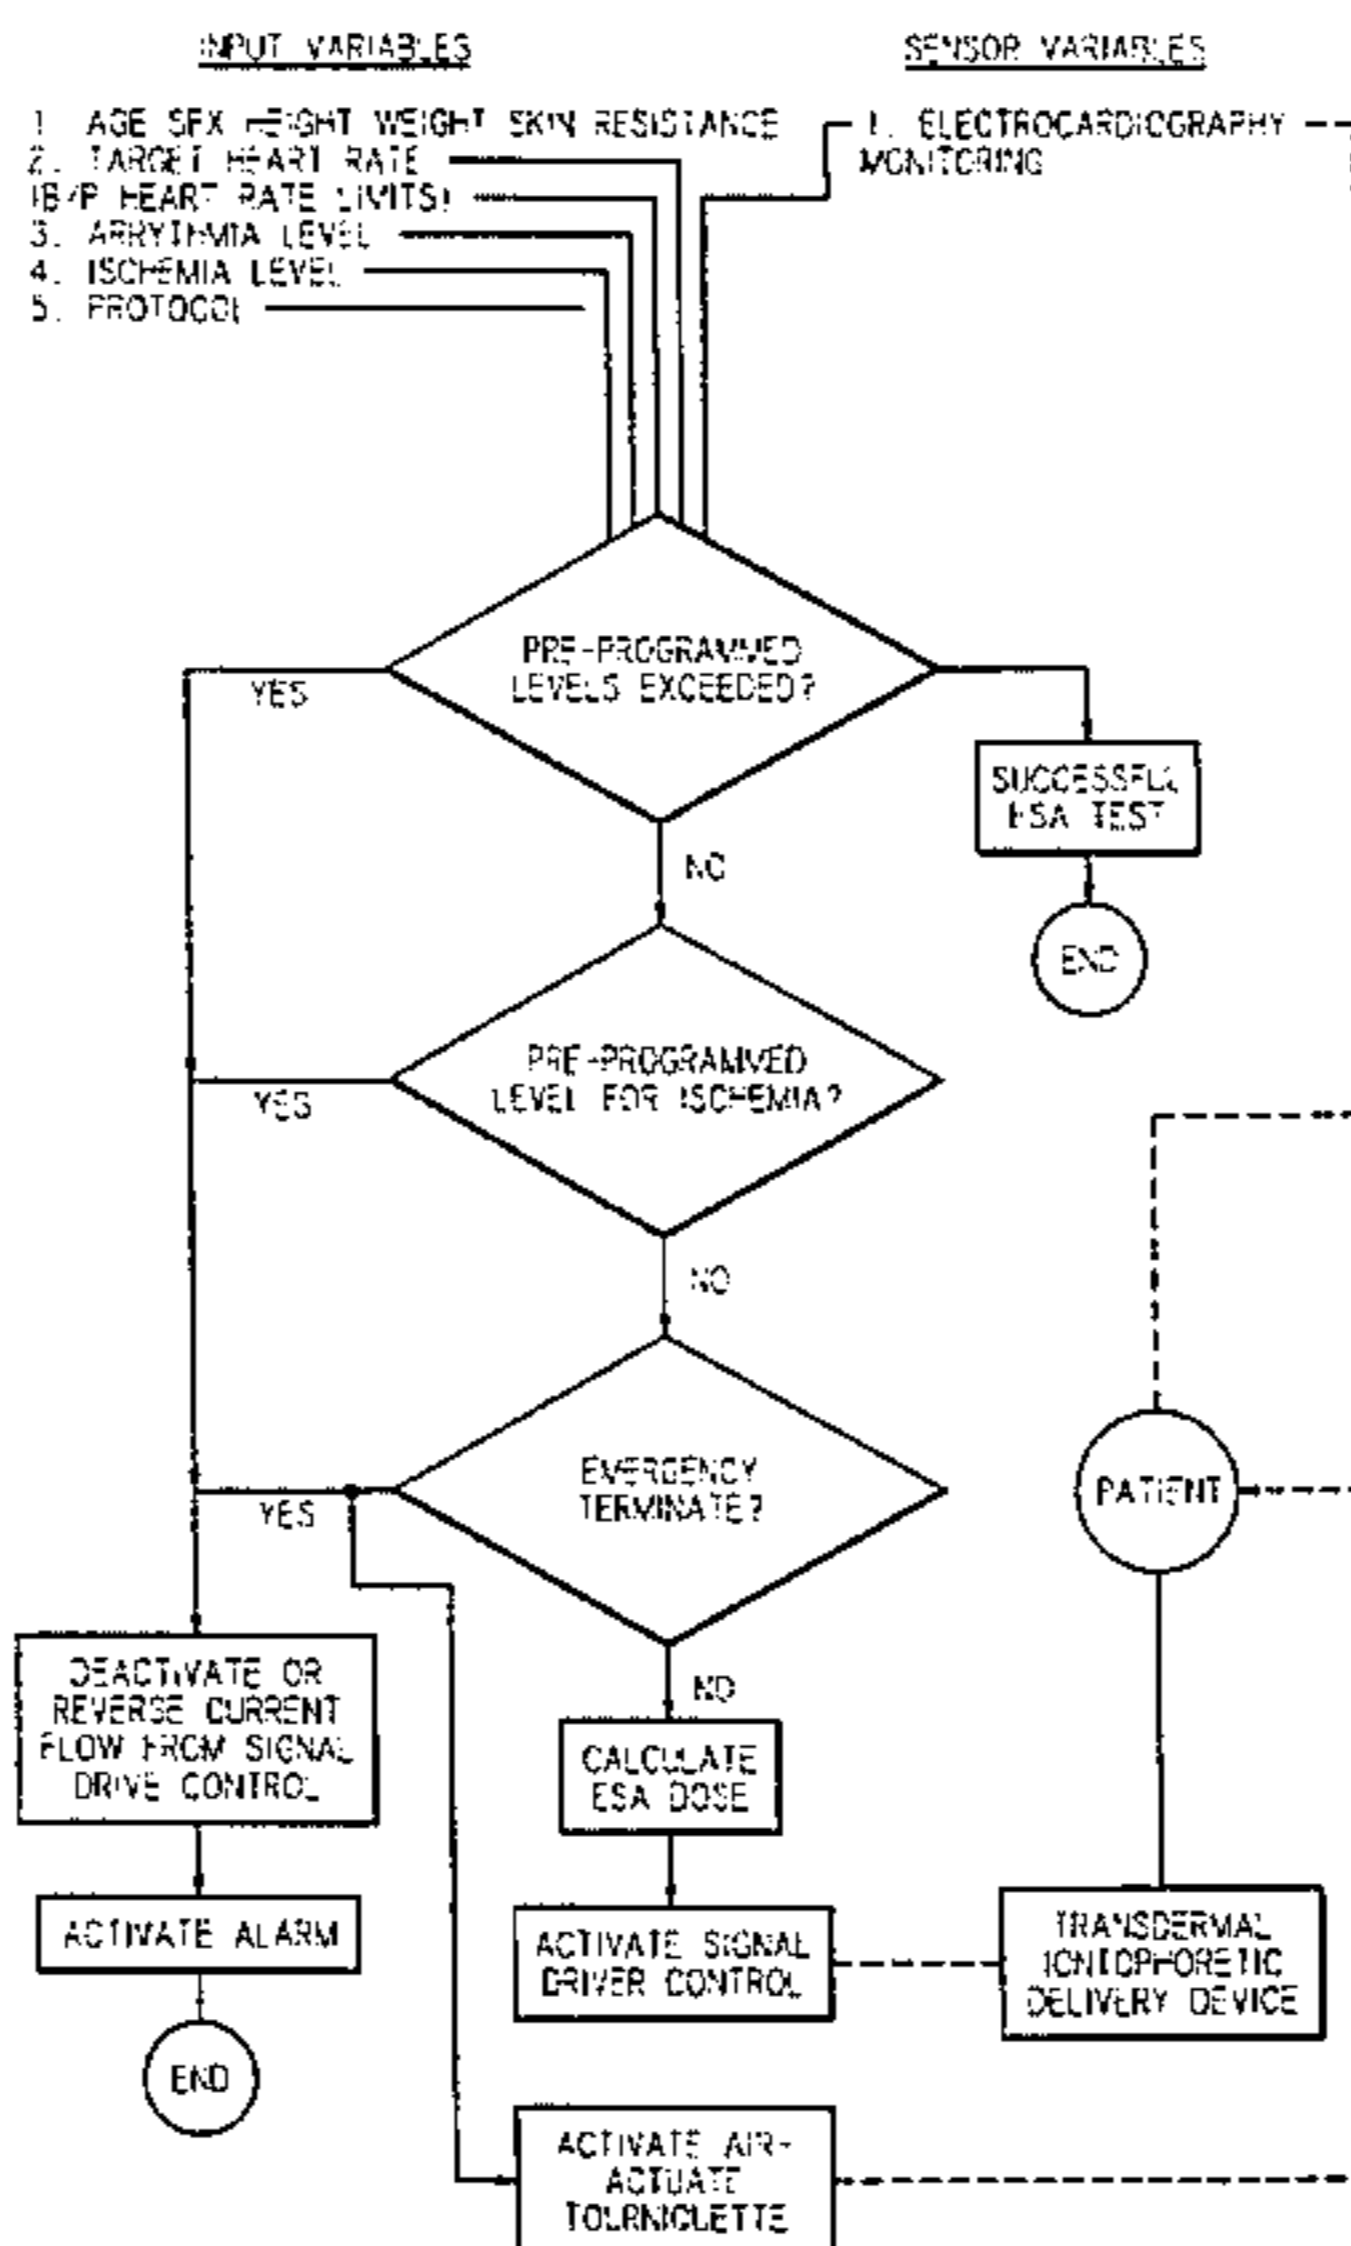 INPUT VARIABLES
SENSOR VARIABLES
1 AGE SEX HEIGHT WEIGHT SKIN RESISTANCE
2. TARGET HEART RATE
(B/P HEART RATE LIMITS)
3. ARRYTHMIA LEVEL
4. ISCHEMIA LEVEL
5. PROTOCOL
1. ELECTROCARDIOGRAPHY
MONITORING
PRE-PROGRAMMED
LEVELS EXCEEDED?
YES
SUCCESSFUL
ESA TEST
NO
END
PRE-PROGRAMMED
LEVEL FOR ISCHEMIA?
YES
NO
EMERGENCY
TERMINATE?
YES
PATIENT
NO
DEACTIVATE OR
REVERSE CURRENT
FLOW FROM SIGNAL
DRIVE CONTROL
CALCULATE
ESA DOSE
ACTIVATE ALARM
ACTIVATE SIGNAL
DRIVER CONTROL
TRANSDERMAL
IONTOPHORETIC
DELIVERY DEVICE
END
ACTIVATE AIR-
ACTUATE
TOURNIQUETTE